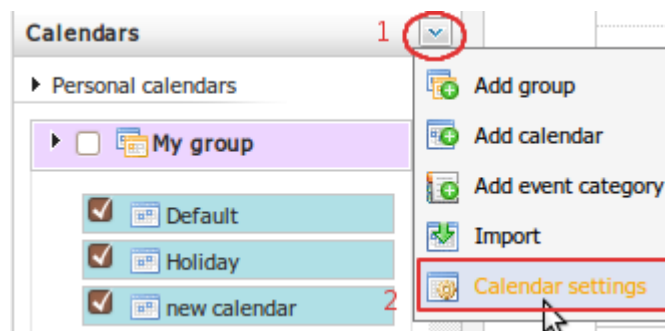 Calendars 1
Personal calendars
Add group
My group
Add calendar
Add event category
Default
Import
Holiday
Calendar settings
new calendar 2